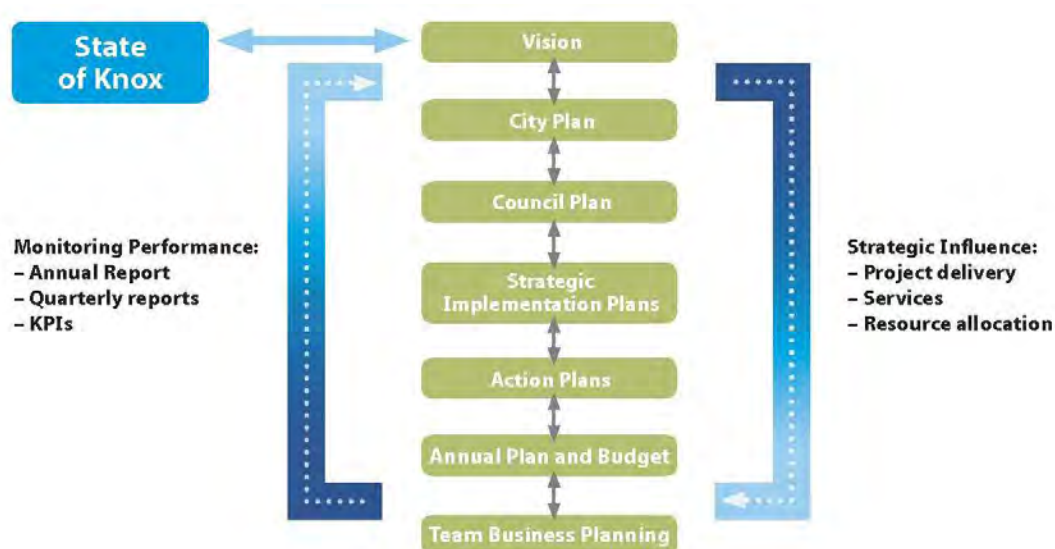 State
of Knox
Vision
City Plan
Council Plan
Strategic
Implementation Plans
Action Plans
Annual Plan and Budget
Team Business Planning
Monitoring Performance:
– Annual Report
– Quarterly reports
– KPIs
Strategic Influence:
– Project delivery
– Services
– Resource allocation